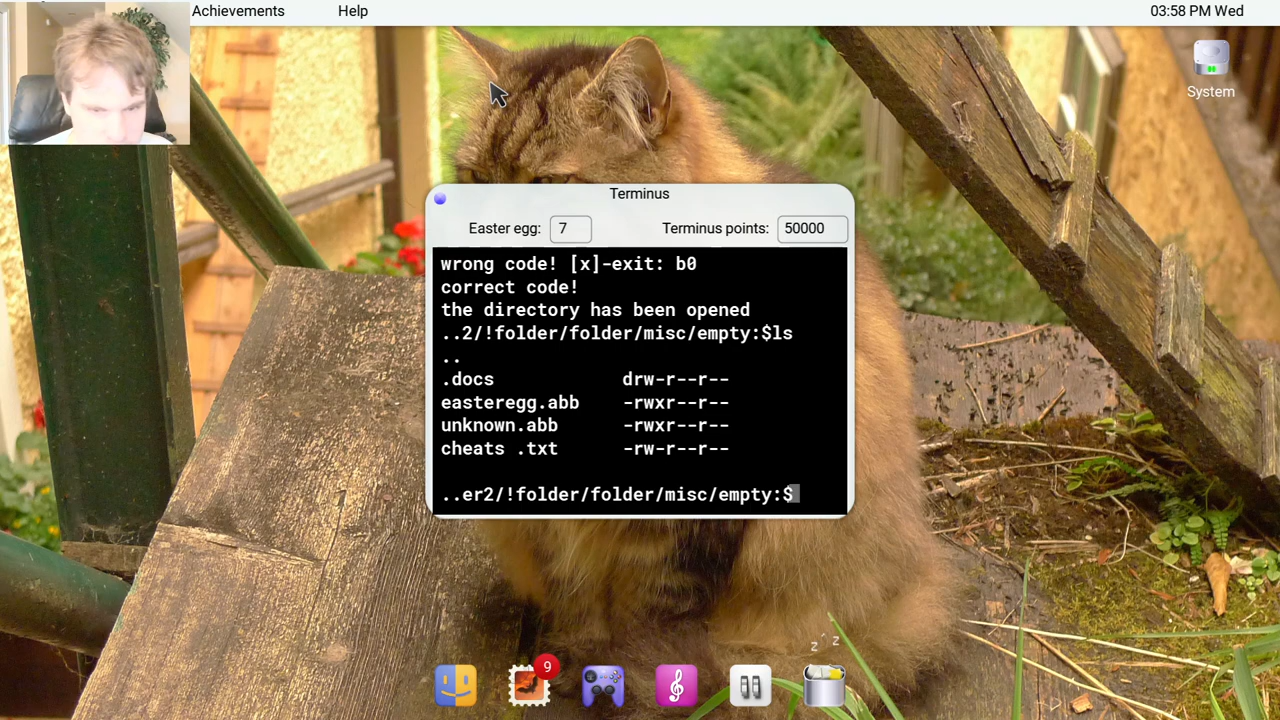 Achievements Help 03:58 PM Wed
System
Terminus
Easter egg: 7 Terminus points: 50000
wrong code! [x]-exit: b0
correct code!
the directory has been opened
..2/!folder/folder/misc/empty:$ls
..
.docs drw-r--r--
easteregg.abb -rwxr--r--
unknown.abb -rwxr--r--
cheats .txt -rw-r--r--
..er2/!folder/folder/misc/empty:$
z z z
9